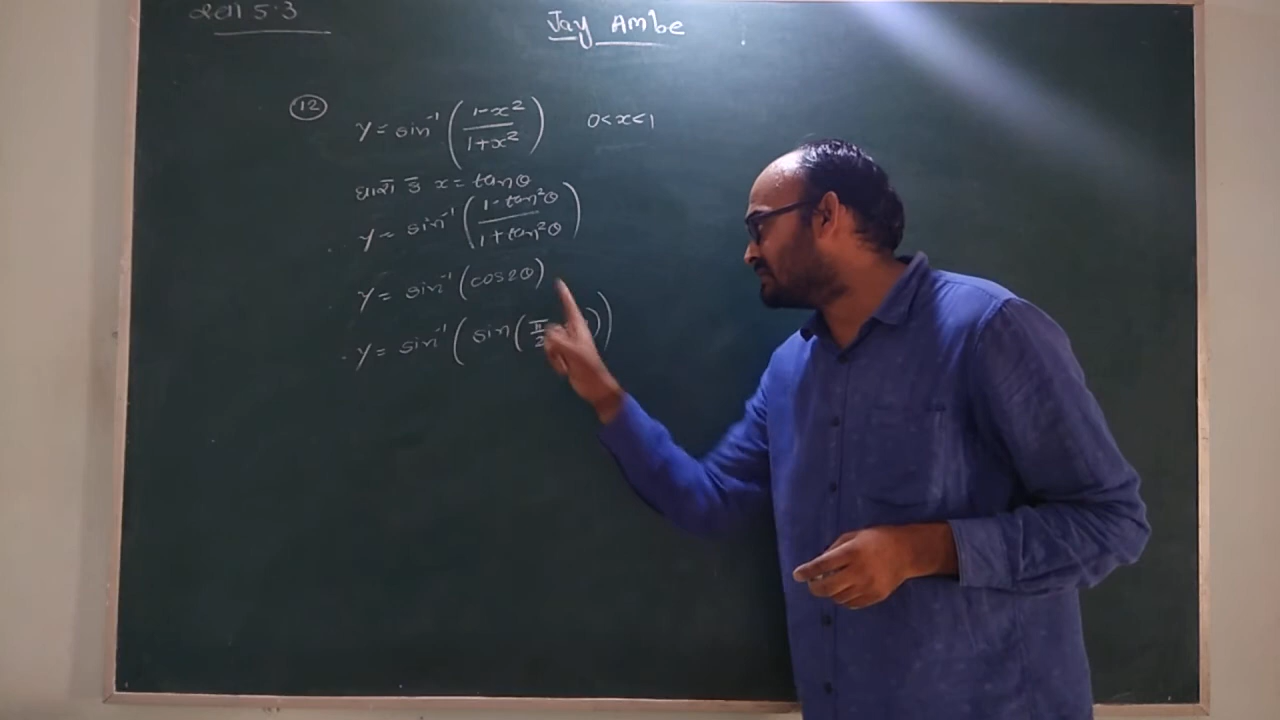 સ્વા 5.3
Jay Ambe
12
y = sin⁻¹ (1-x² / 1+x²) 0<x<1
ધારો કે x = tanθ
∴ y = sin⁻¹ (1-tan²θ / 1+tan²θ)
y = sin⁻¹ (cos2θ)
∴ y = sin⁻¹ (sin (π/2